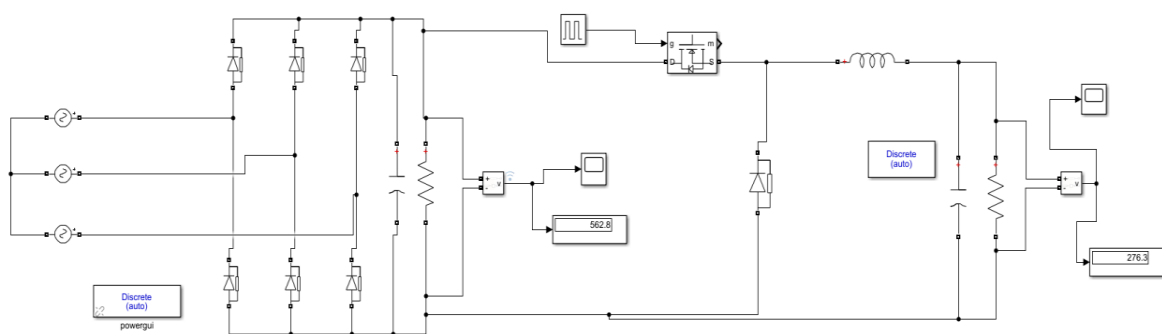 g
m
D
S
+
-
v
562.8
Discrete
(auto)
+
-
v
276.3
Discrete
(auto)
powergui